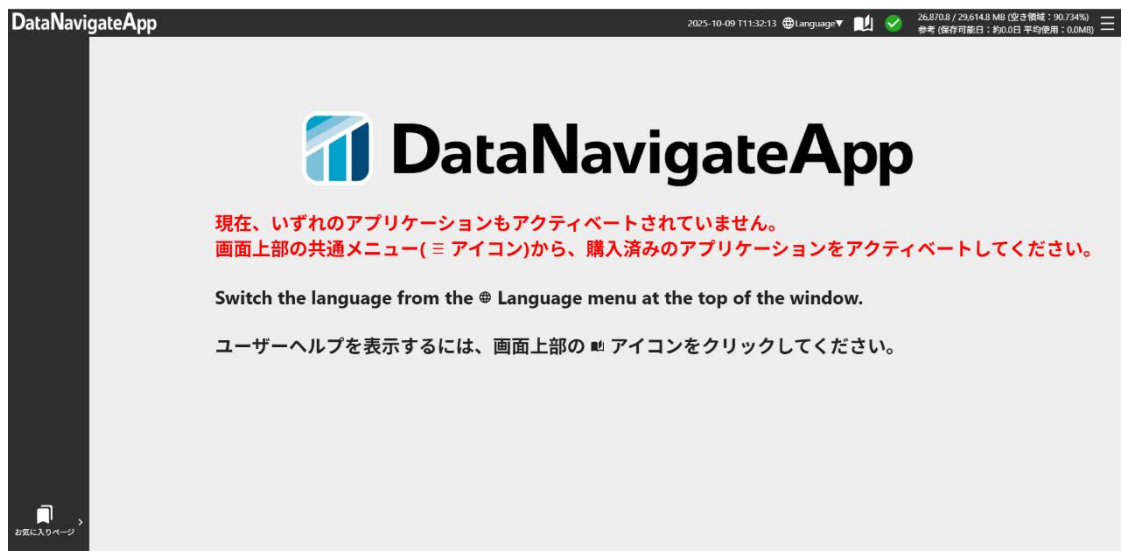 DataNavigateApp
2025-10-09 T11:32:13 Language▼
26,870.8 / 29,614.8 MB (空き領域：90.734%)
参考 (保存可能日：約0.0日 平均使用：0.0MB)
DataNavigateApp
現在、いずれのアプリケーションもアクティベートされていません。
画面上部の共通メニュー( ☰ アイコン)から、購入済みのアプリケーションをアクティベートしてください。
Switch the language from the Language menu at the top of the window.
ユーザーヘルプを表示するには、画面上部の アイコンをクリックしてください。
お気に入りページ